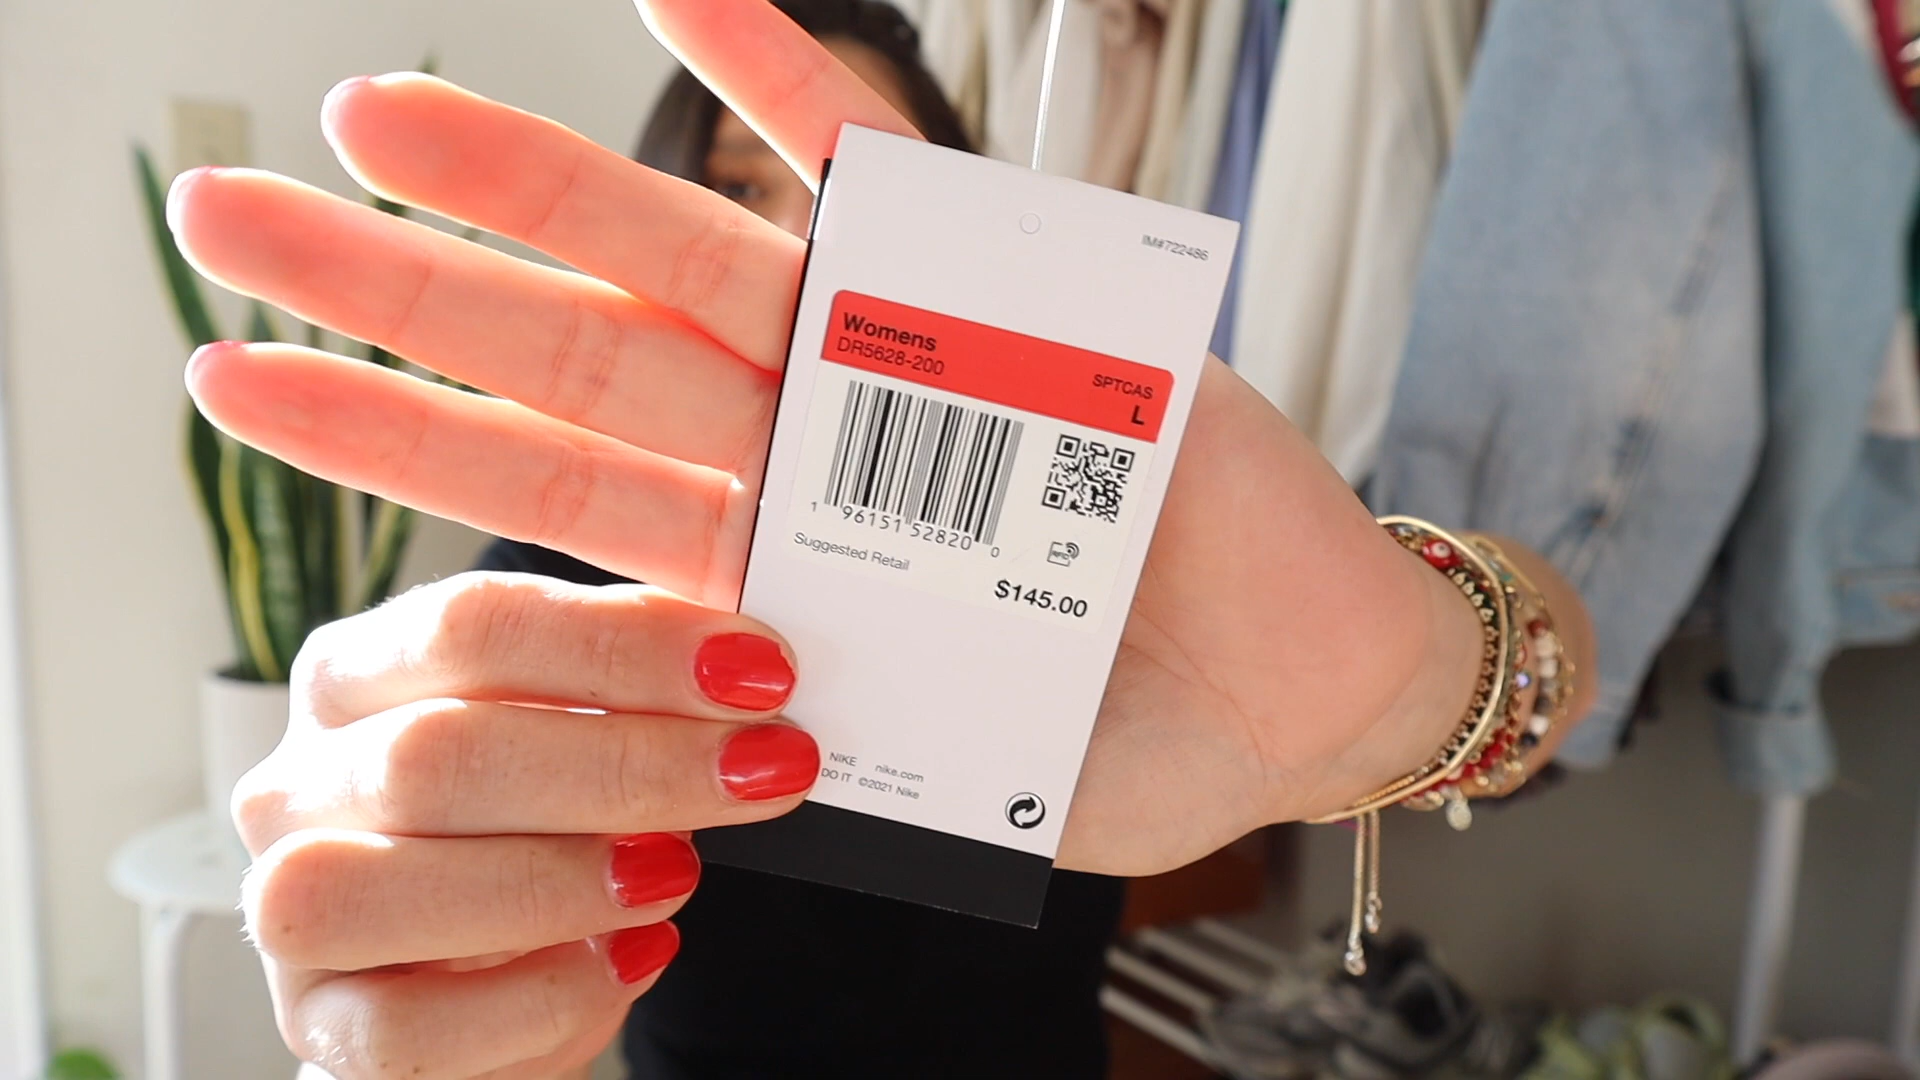 IM#722486
Womens
DR5628-200
SPTCAS
L
1 96151 52820 0
Suggested Retail
RFID
$145.00
NIKE nike.com
DO IT ©2021 Nike